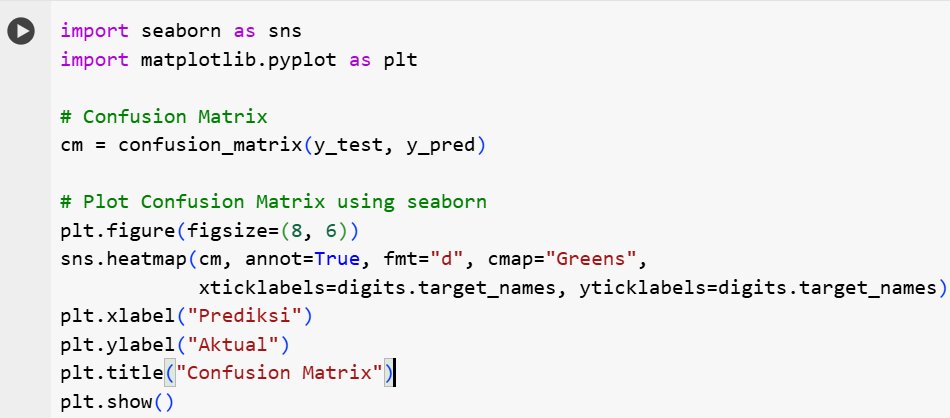 import seaborn as sns
import matplotlib.pyplot as plt
# Confusion Matrix
cm = confusion_matrix(y_test, y_pred)
# Plot Confusion Matrix using seaborn
plt.figure(figsize=(8, 6))
sns.heatmap(cm, annot=True, fmt="d", cmap="Greens",
            xticklabels=digits.target_names, yticklabels=digits.target_names)
plt.xlabel("Prediksi")
plt.ylabel("Aktual")
plt.title("Confusion Matrix")
plt.show()